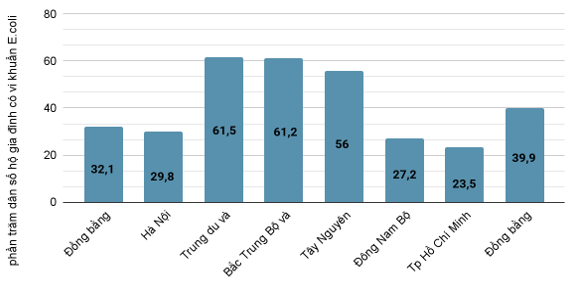 phần trăm dân số hộ gia đình có vi khuẩn E.coli
80
60
40
20
0
32,1
29,8
61,5
61,2
56
27,2
23,5
39,9
Đồng bằng
Hà Nội
Trung du và
Bắc Trung Bộ và
Tây Nguyên
Đông Nam Bộ
Tp Hồ Chí Minh
Đồng bằng